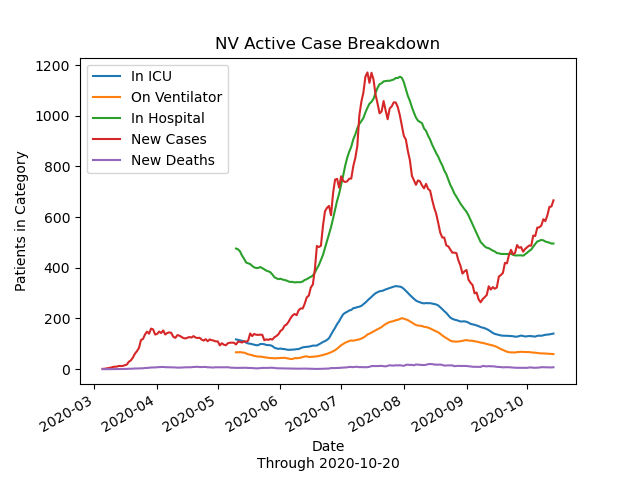 NV Active Case Breakdown
1200
1000
800
600
400
200
0
Patients in Category
In ICU
On Ventilator
In Hospital
New Cases
New Deaths
2020-03
2020-04
2020-05
2020-06
2020-07
2020-08
2020-09
2020-10
Date
Through 2020-10-20